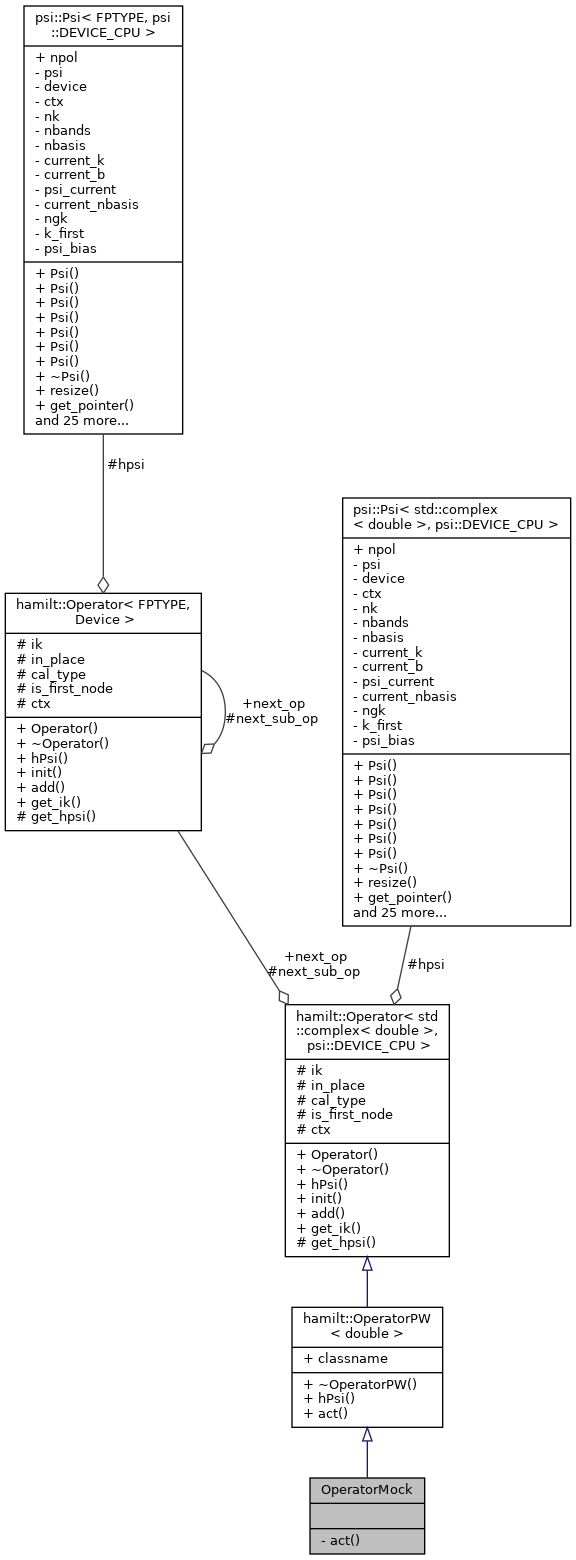 psi::Psi< FPTYPE, psi
::DEVICE_CPU >
+ npol
- psi
- device
- ctx
- nk
- nbands
- nbasis
- current_k
- current_b
- psi_current
- current_nbasis
- ngk
- k_first
- psi_bias
+ Psi()
+ Psi()
+ Psi()
+ Psi()
+ Psi()
+ Psi()
+ Psi()
+ ~Psi()
+ resize()
+ get_pointer()
and 25 more...
#hpsi
hamilt::Operator< FPTYPE,
Device >
# ik
# in_place
# cal_type
# is_first_node
# ctx
+ Operator()
+ ~Operator()
+ hPsi()
+ init()
+ add()
+ get_ik()
# get_hpsi()
+next_op
#next_sub_op
psi::Psi< std::complex
< double >, psi::DEVICE_CPU >
+ npol
- psi
- device
- ctx
- nk
- nbands
- nbasis
- current_k
- current_b
- psi_current
- current_nbasis
- ngk
- k_first
- psi_bias
+ Psi()
+ Psi()
+ Psi()
+ Psi()
+ Psi()
+ Psi()
+ Psi()
+ ~Psi()
+ resize()
+ get_pointer()
and 25 more...
+next_op
#next_sub_op
#hpsi
hamilt::Operator< std
::complex< double >,
psi::DEVICE_CPU >
# ik
# in_place
# cal_type
# is_first_node
# ctx
+ Operator()
+ ~Operator()
+ hPsi()
+ init()
+ add()
+ get_ik()
# get_hpsi()
hamilt::OperatorPW
< double >
+ classname
+ ~OperatorPW()
+ hPsi()
+ act()
OperatorMock
- act()